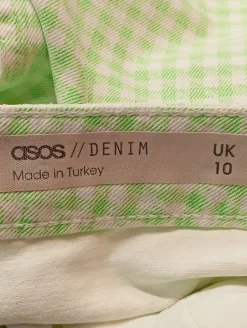 asos // DENIM UK
Made in Turkey 10